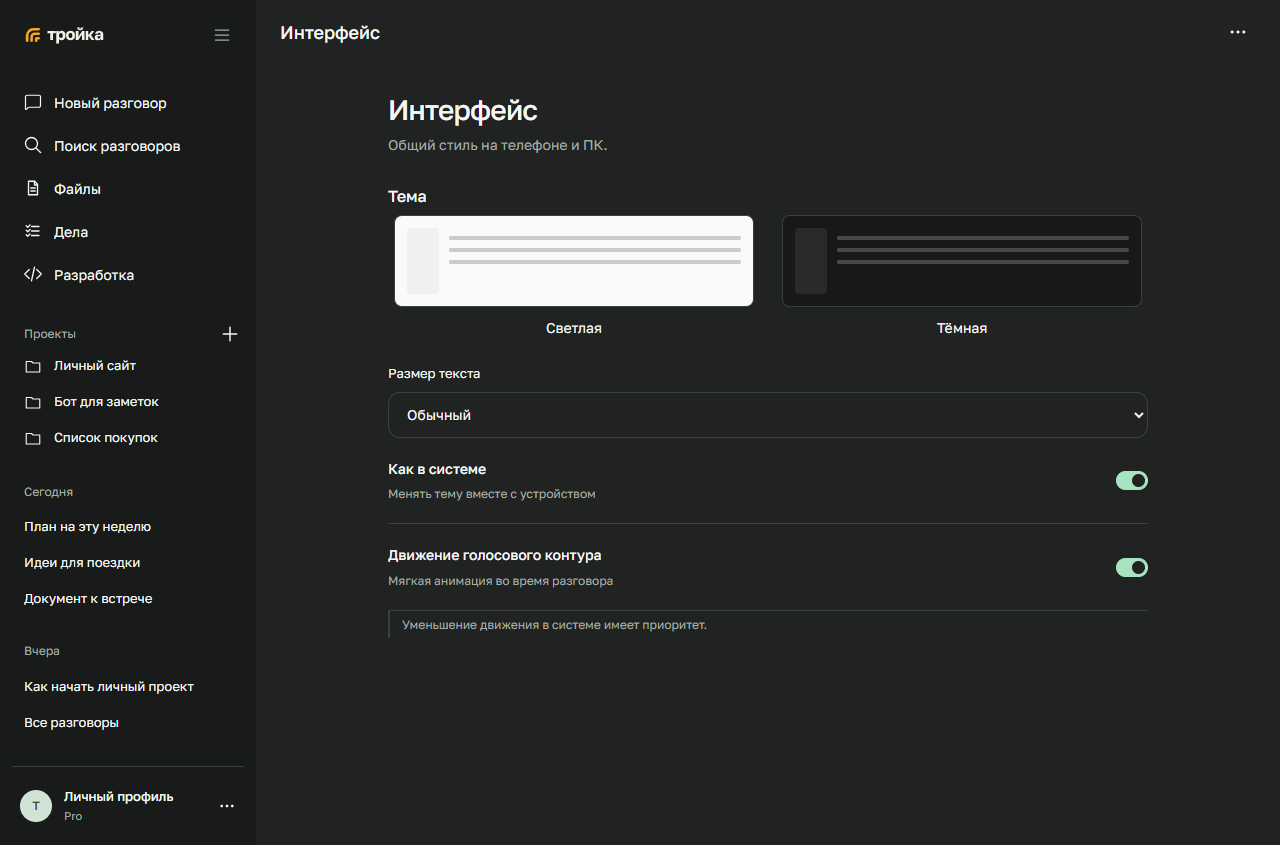 тройка
Новый разговор
Поиск разговоров
Файлы
Дела
Разработка
Проекты
Личный сайт
Бот для заметок
Список покупок
Сегодня
План на эту неделю
Идеи для поездки
Документ к встрече
Вчера
Как начать личный проект
Все разговоры
Т
Личный профиль
Pro
Интерфейс
Интерфейс
Общий стиль на телефоне и ПК.
Тема
Светлая
Тёмная
Размер текста
Обычный
Как в системе
Менять тему вместе с устройством
Движение голосового контура
Мягкая анимация во время разговора
Уменьшение движения в системе имеет приоритет.